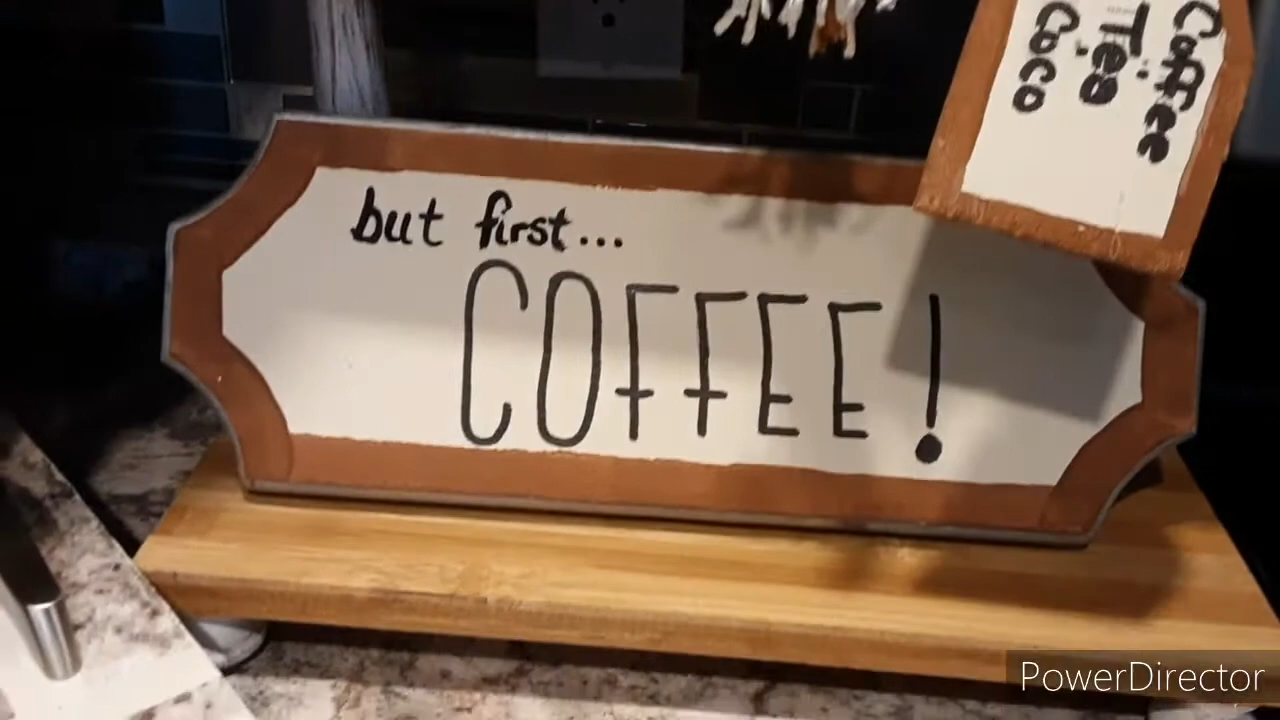 but first...
COFFEE!
Coffee
Tea
Coco
PowerDirector